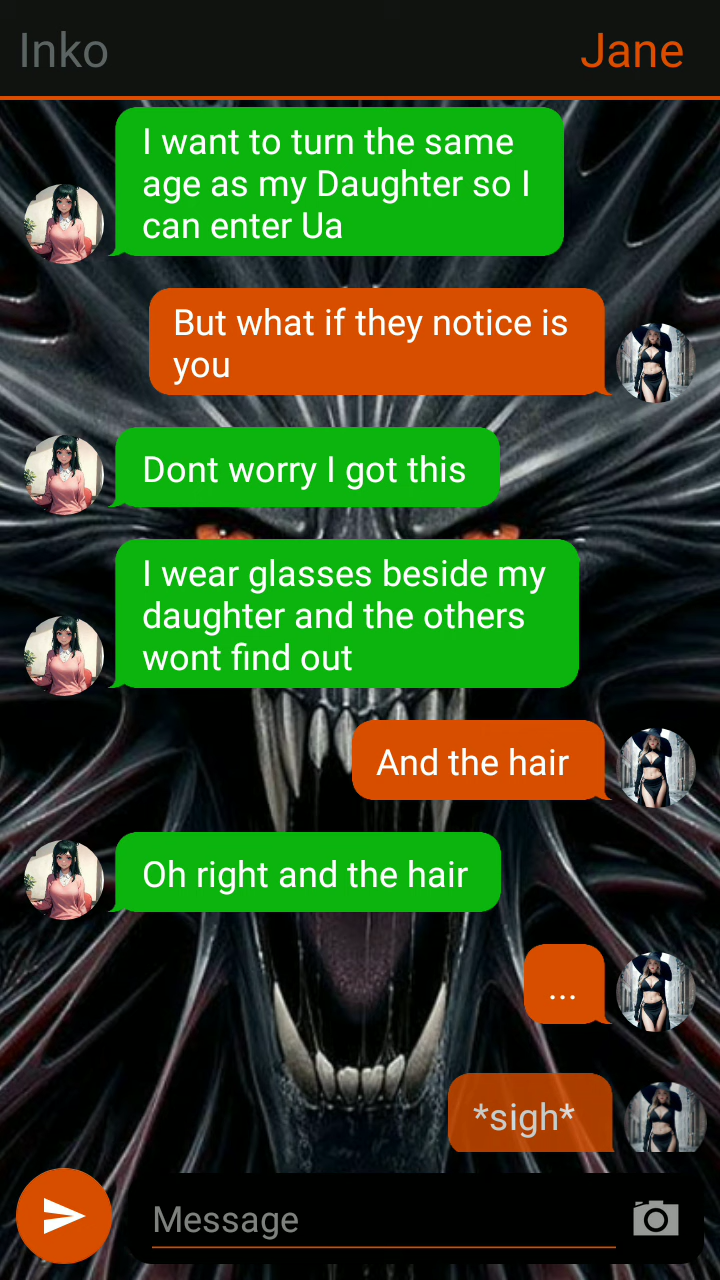 Inko
Jane
I want to turn the same
age as my Daughter so I
can enter Ua
But what if they notice is
you
Dont worry I got this
I wear glasses beside my
daughter and the others
wont find out
And the hair
Oh right and the hair
...
*sigh*
Message